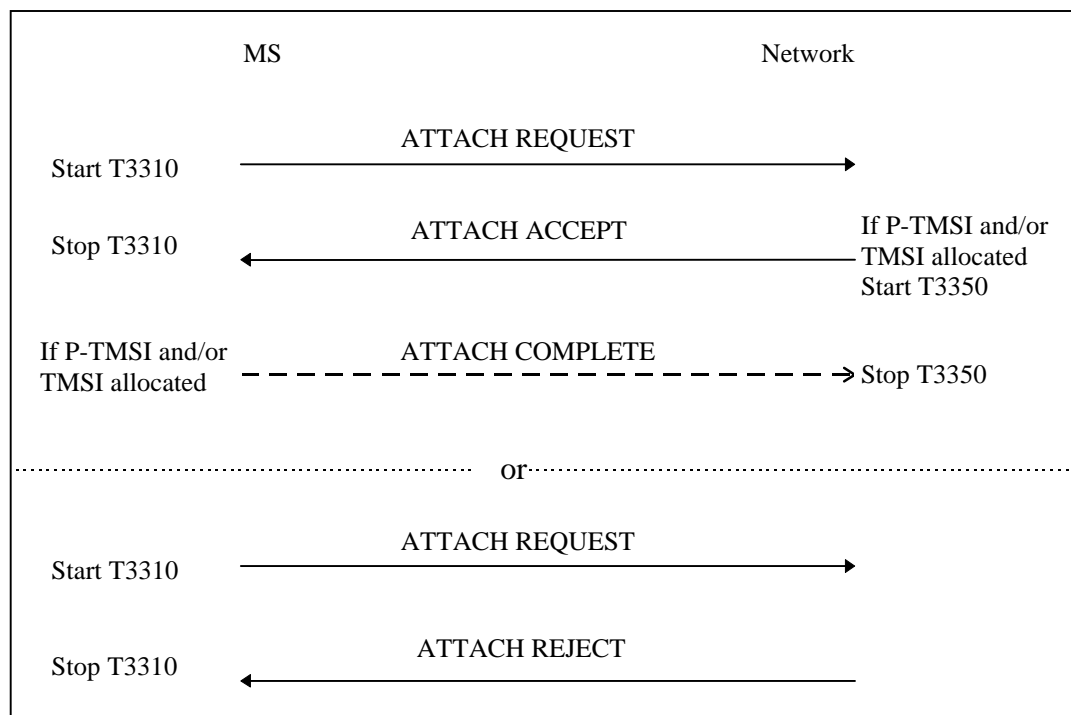 MS
Network
ATTACH REQUEST
Start T3310
ATTACH ACCEPT
Stop T3310
If P-TMSI and/or
TMSI allocated
Start T3350
If P-TMSI and/or
TMSI allocated
ATTACH COMPLETE
Stop T3350
or
ATTACH REQUEST
Start T3310
ATTACH REJECT
Stop T3310